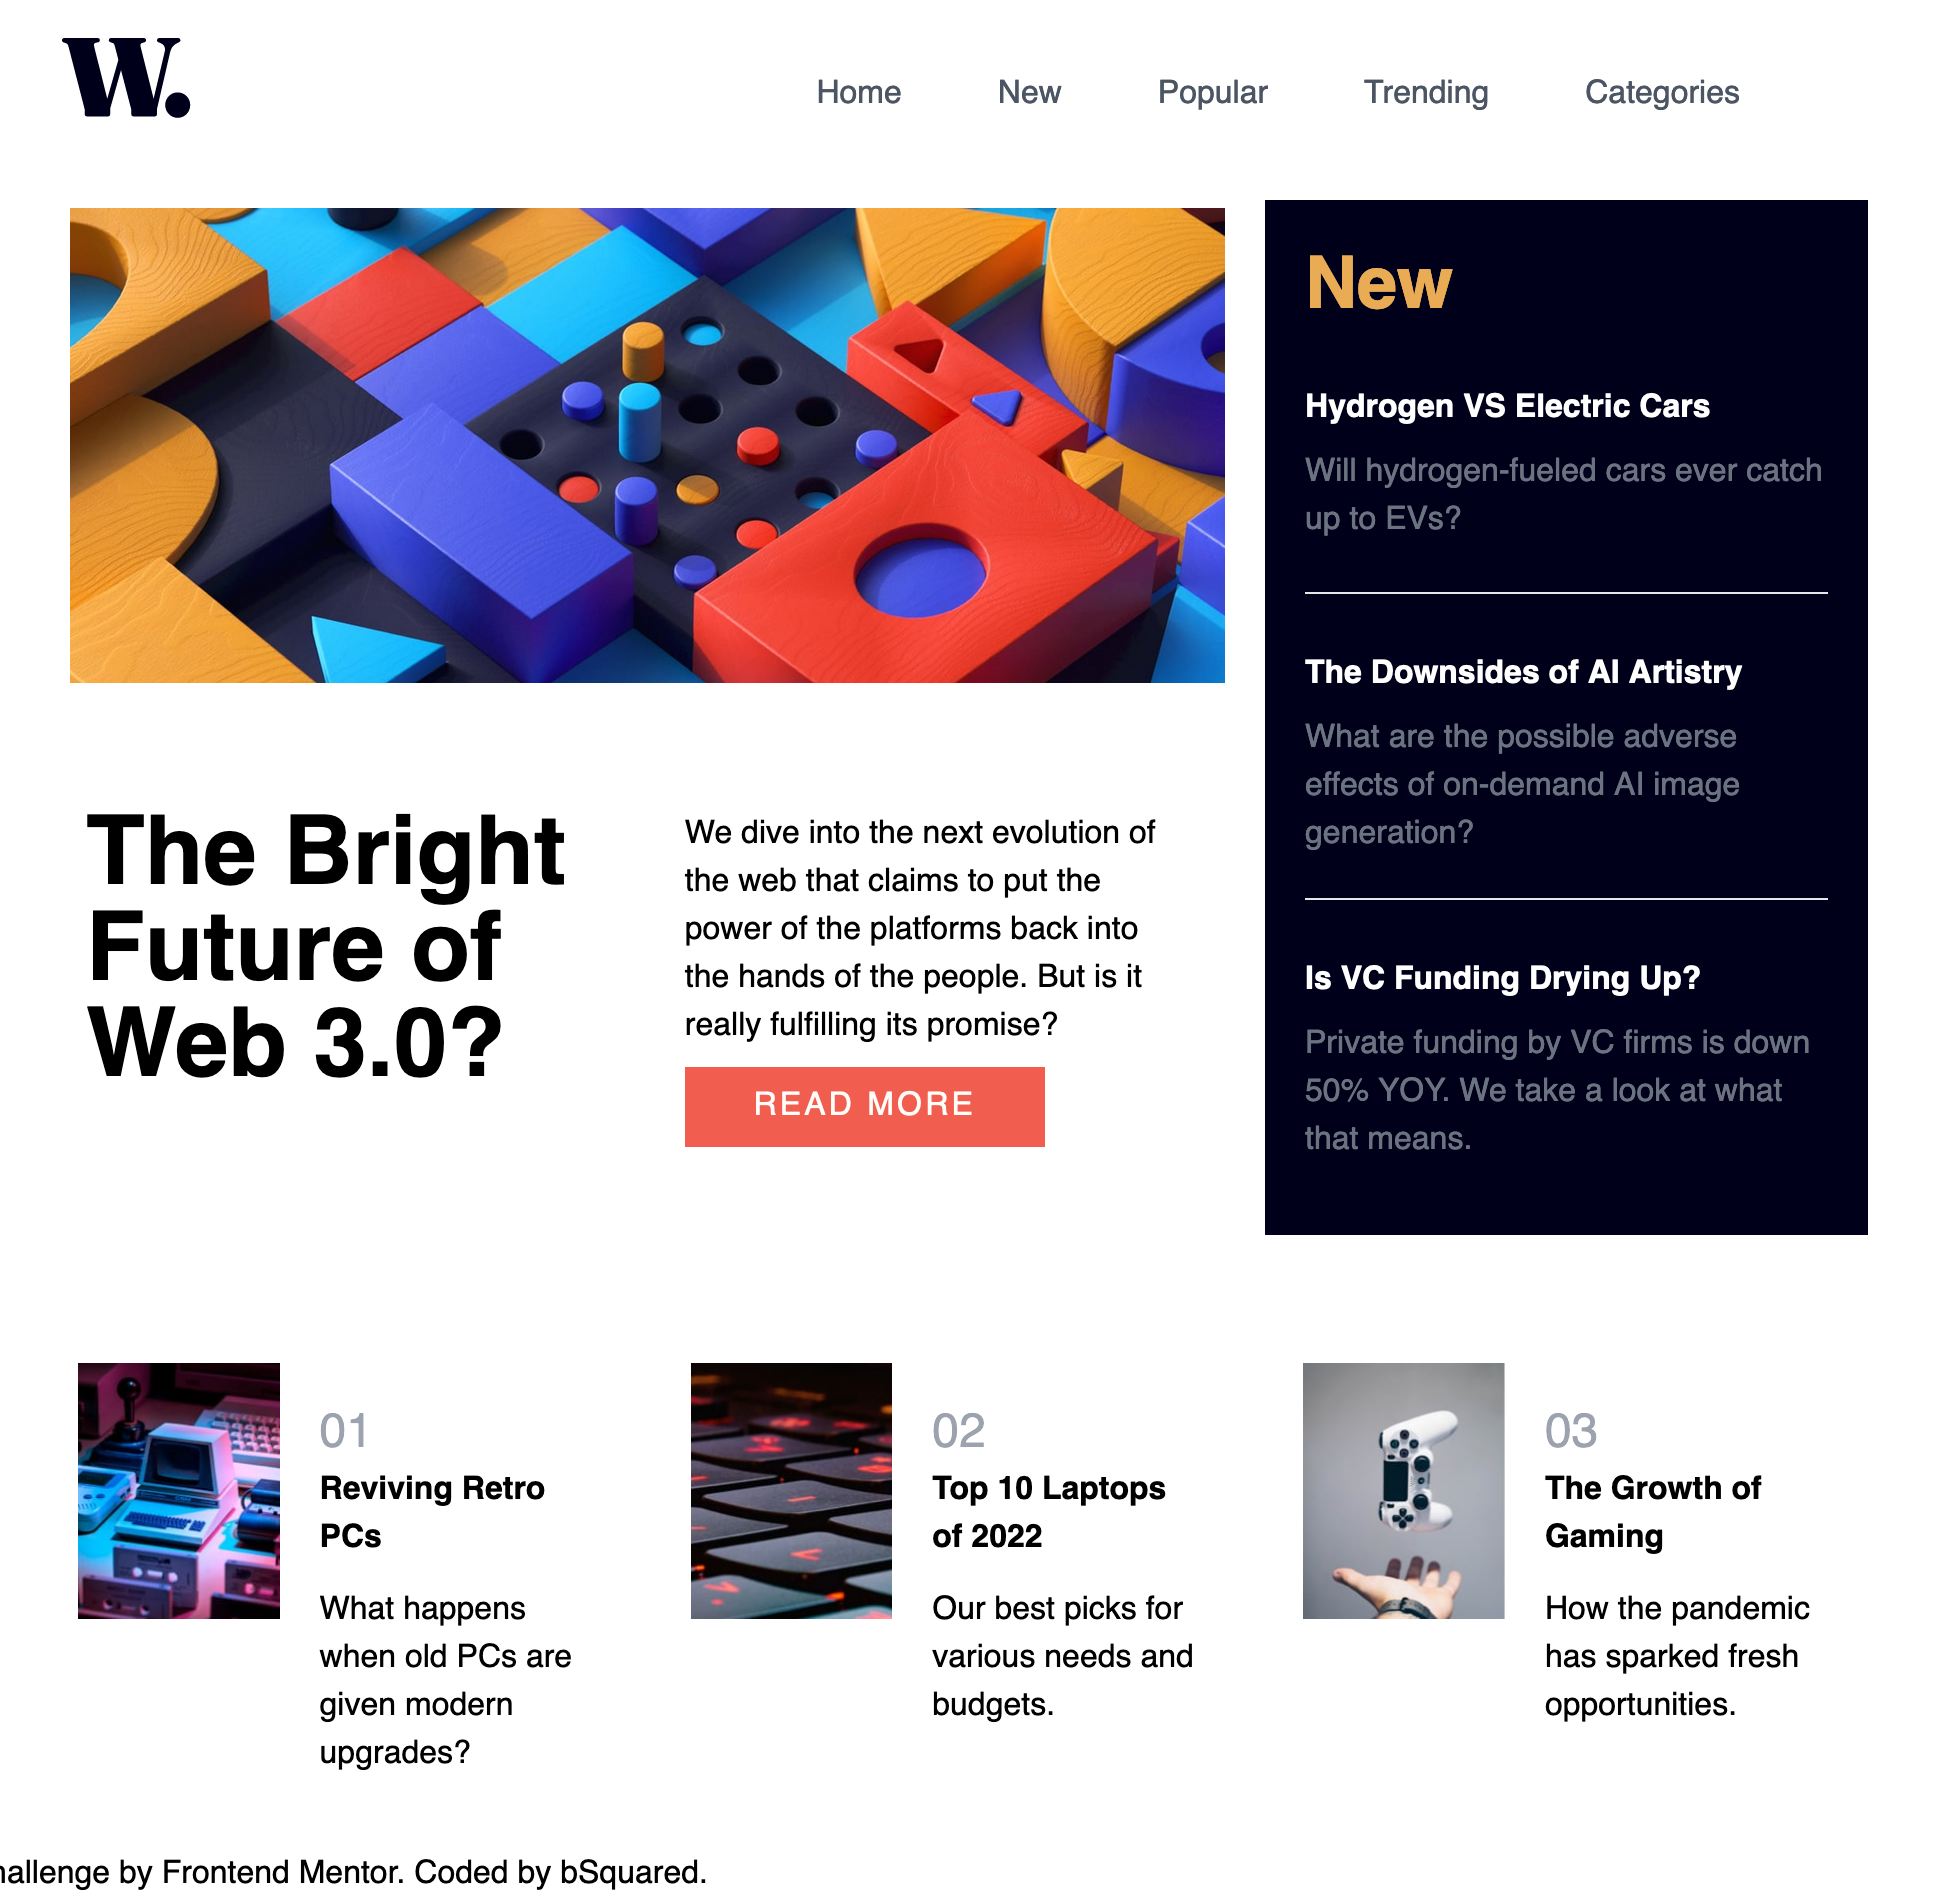 W.
Home New Popular Trending Categories
New
Hydrogen VS Electric Cars
Will hydrogen-fueled cars ever catch
up to EVs?
The Downsides of AI Artistry
What are the possible adverse
effects of on-demand AI image
generation?
Is VC Funding Drying Up?
Private funding by VC firms is down
50% YOY. We take a look at what
that means.
The Bright
Future of
Web 3.0?
We dive into the next evolution of
the web that claims to put the
power of the platforms back into
the hands of the people. But is it
really fulfilling its promise?
READ MORE
01
Reviving Retro
PCs
What happens
when old PCs are
given modern
upgrades?
02
Top 10 Laptops
of 2022
Our best picks for
various needs and
budgets.
03
The Growth of
Gaming
How the pandemic
has sparked fresh
opportunities.
hallenge by Frontend Mentor. Coded by bSquared.